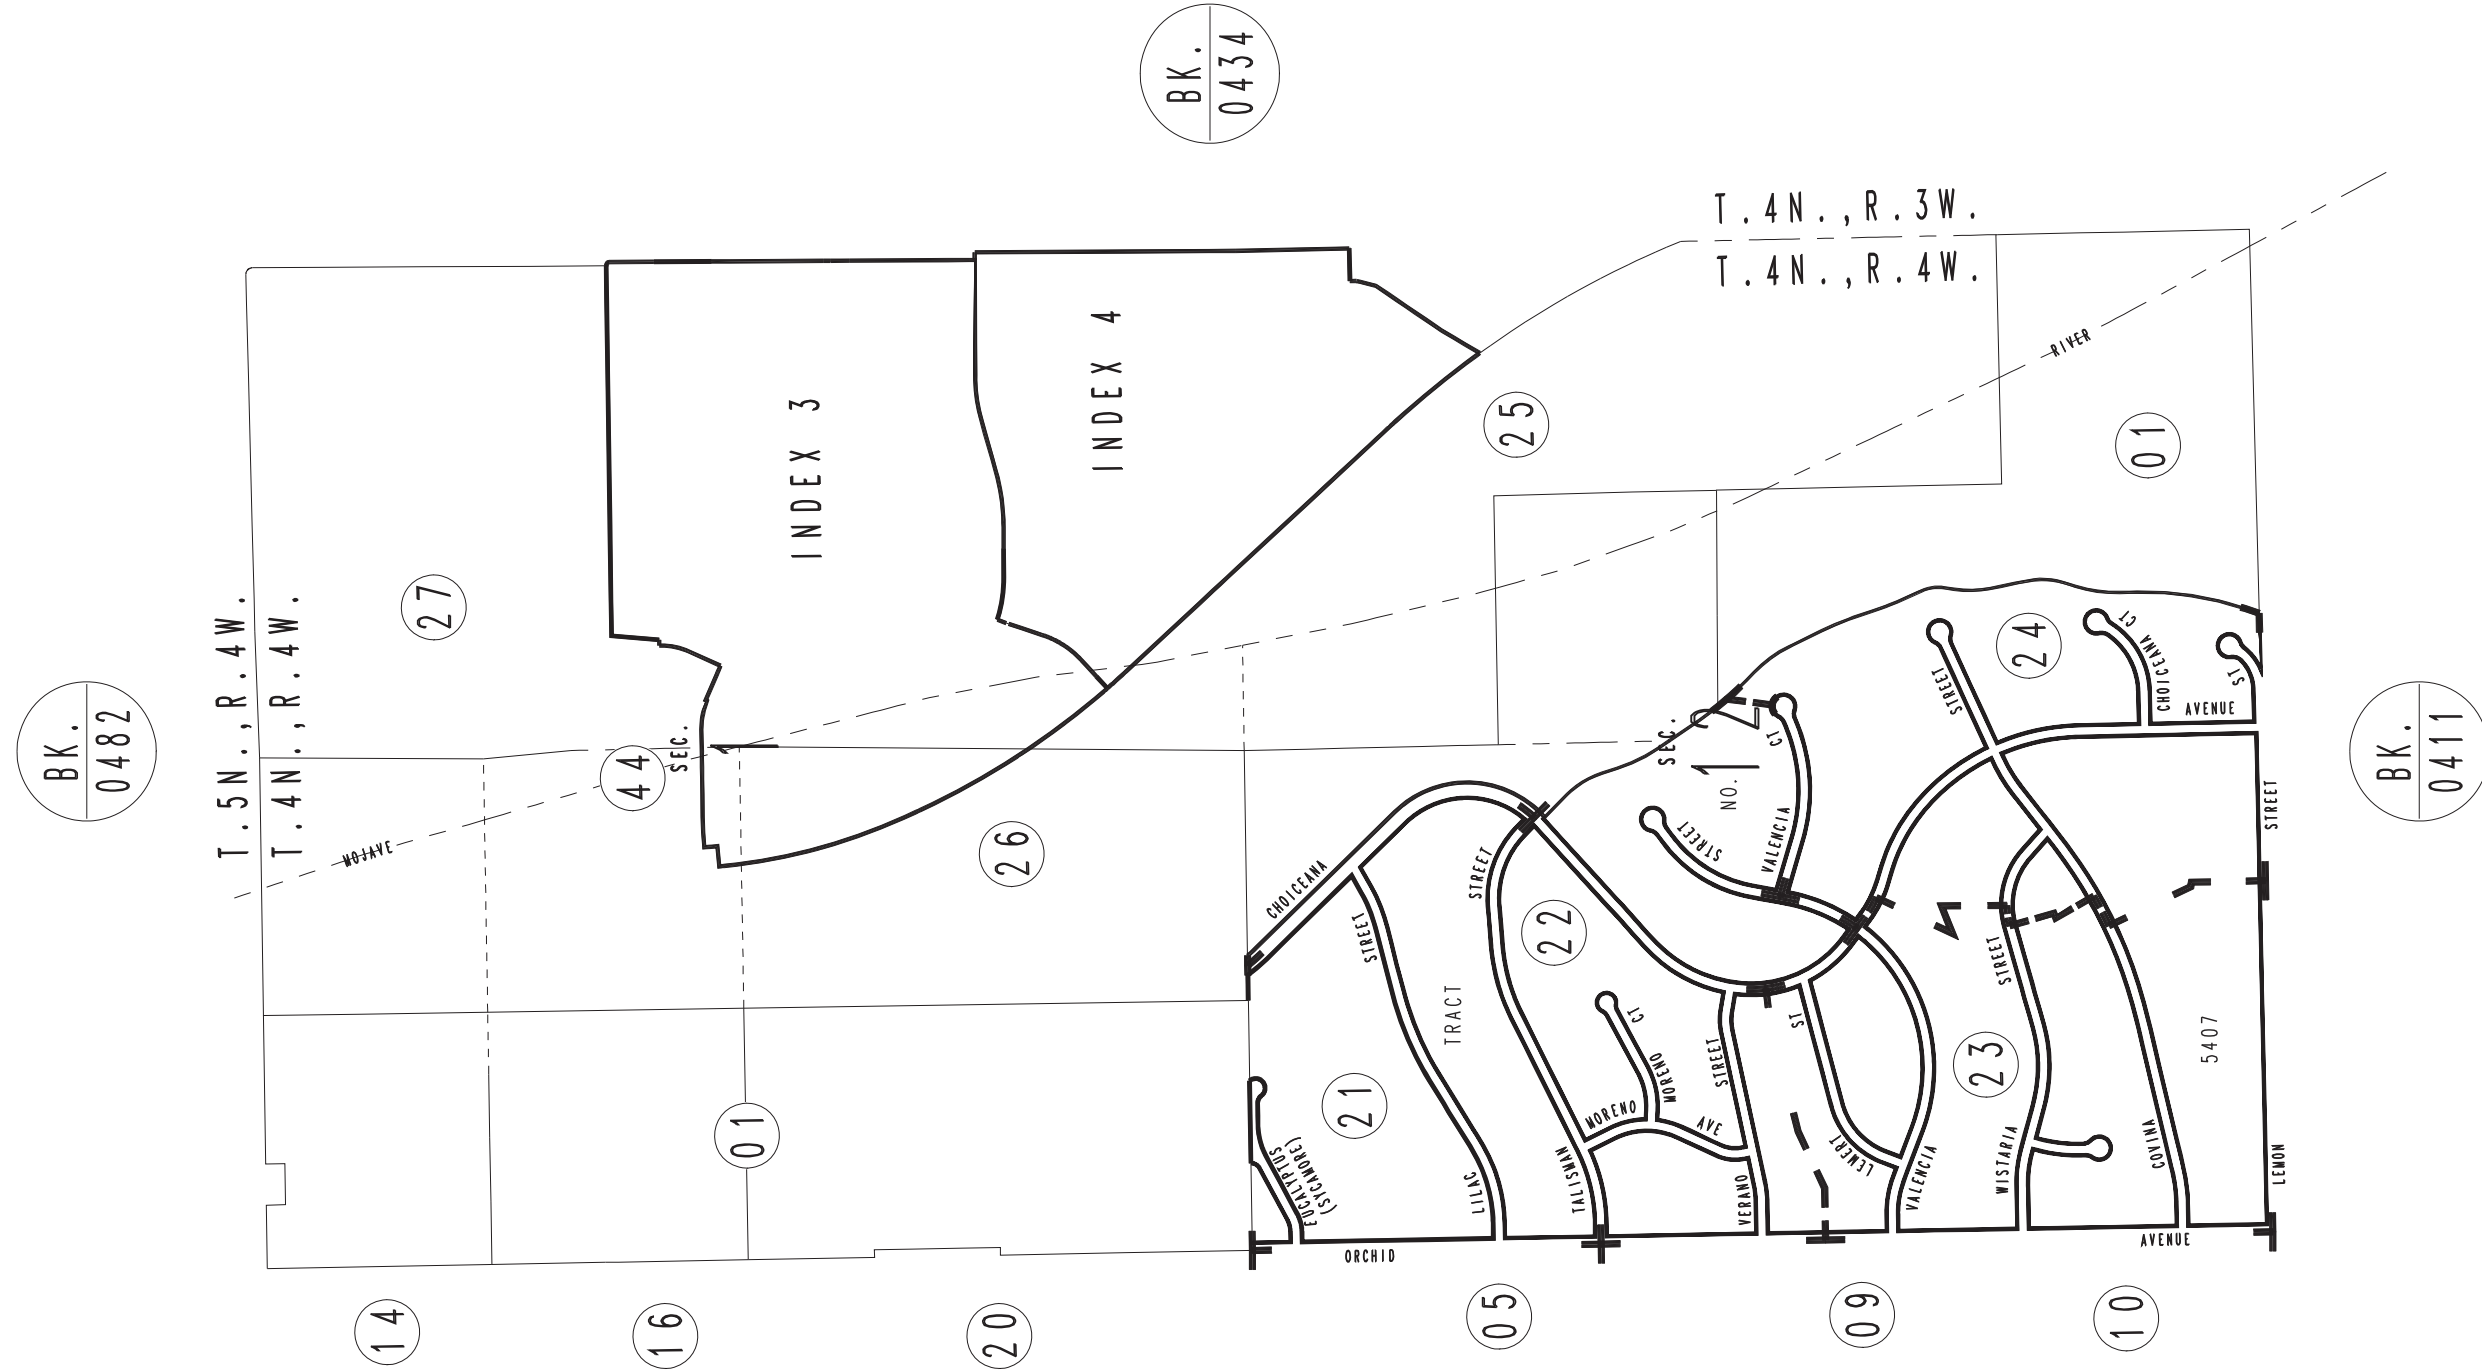 BK.
0434
BK.
0482
BK.
0411
T.5N.,R.4W.
T.4N.,R.4W.
T.4N.,R.3W.
T.4N.,R.4W.
INDEX 3
INDEX 4
27
25
01
44
SEC.
1
26
MOJAVE
RIVER
SEC.
12
24
CHOICEANA CT
ST
AVENUE
STREET
VALENCIA CT
STREET
NO. 1
CHOICEANA
STREET
STREET
22
TRACT
21
01
EUCALYPTUS
(SYCAMORE)
LILAC
TALISMAN
MORENO CT
MORENO AVE
STREET
VERANO
ST
LEMERT
VALENCIA
23
STREET
WISTARIA
COVINA
5407
STREET
LEMON
ORCHID
AVENUE
14
16
20
05
09
10